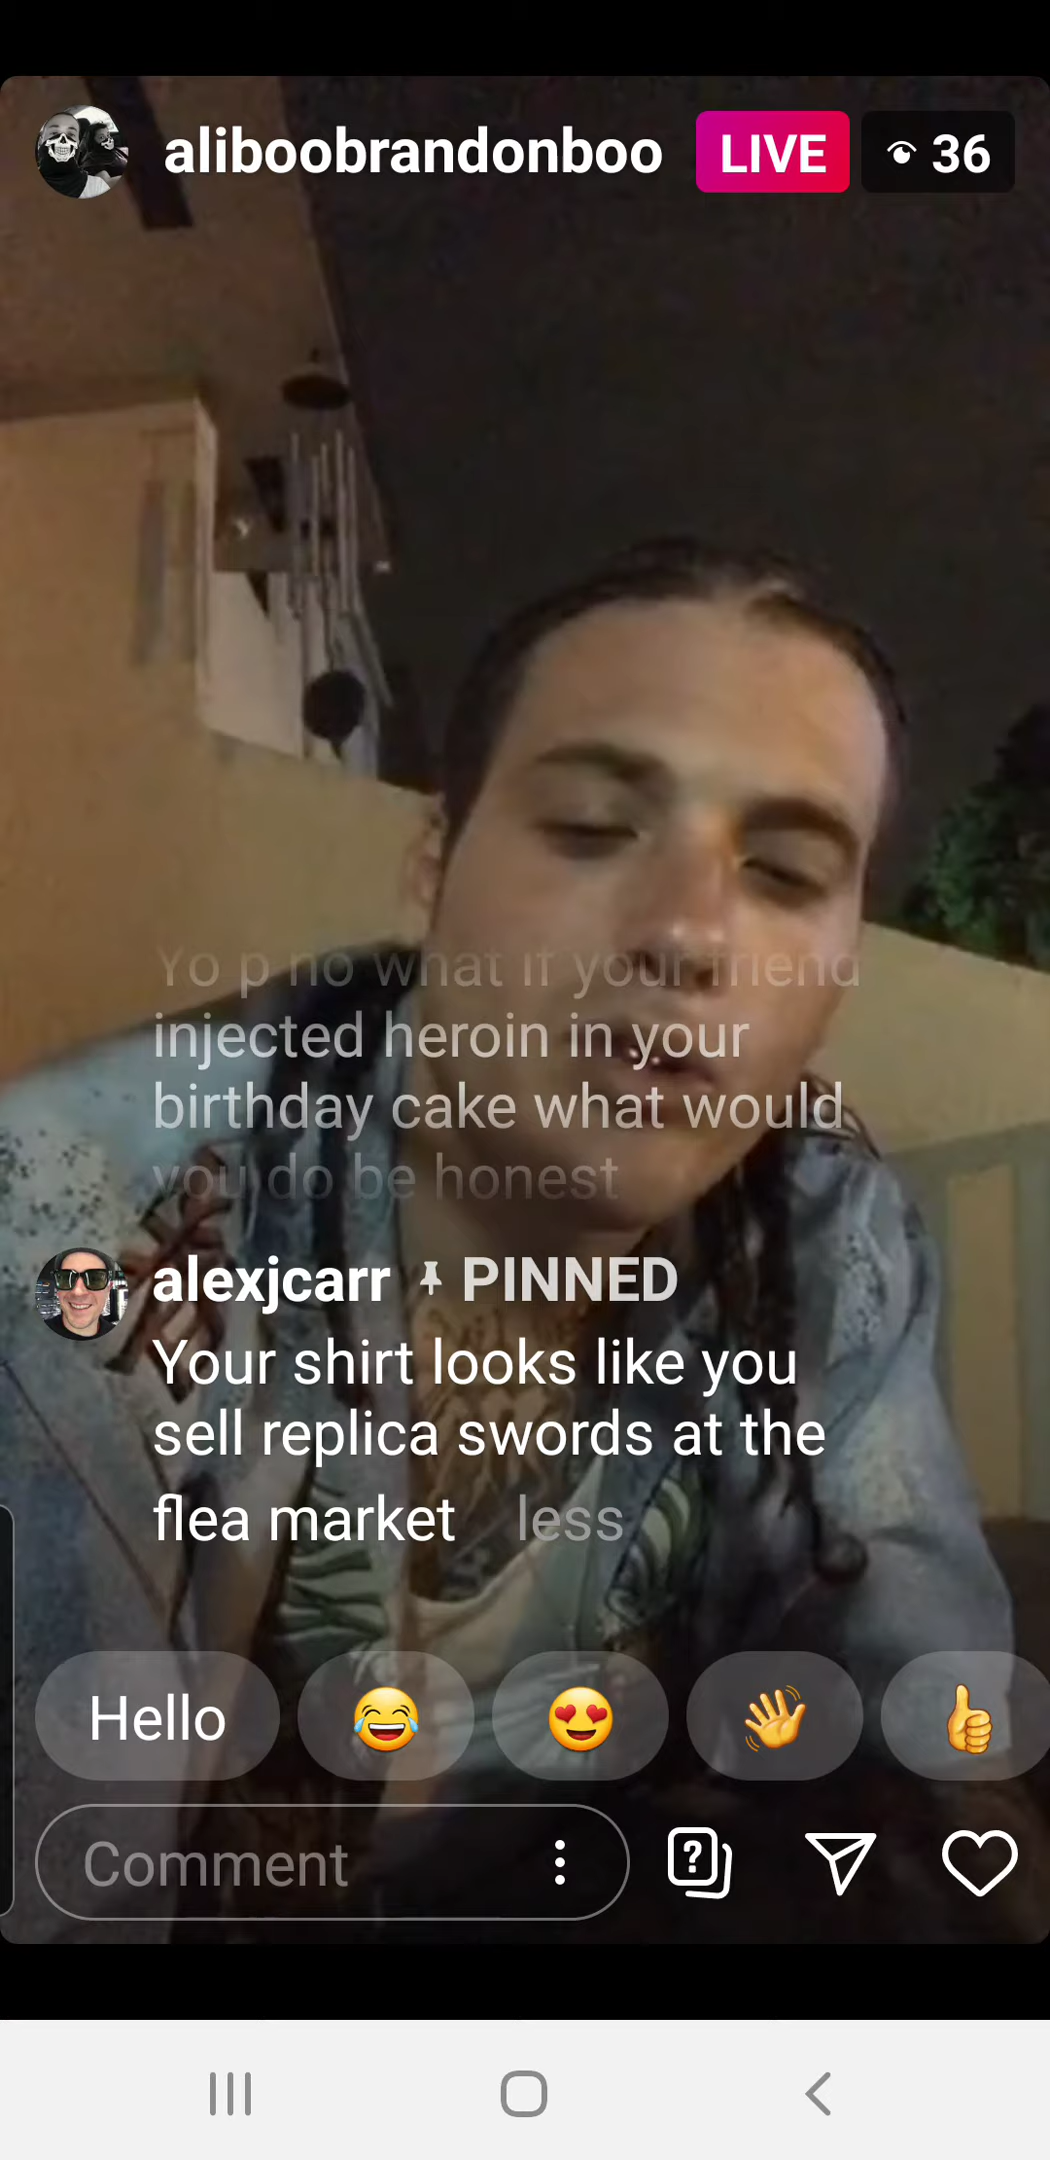 aliboobrandonboo LIVE 36
Yo p no what if your friend
injected heroin in your
birthday cake what would
you do be honest
alexjcarr PINNED
Your shirt looks like you
sell replica swords at the
flea market less
Hello
Comment